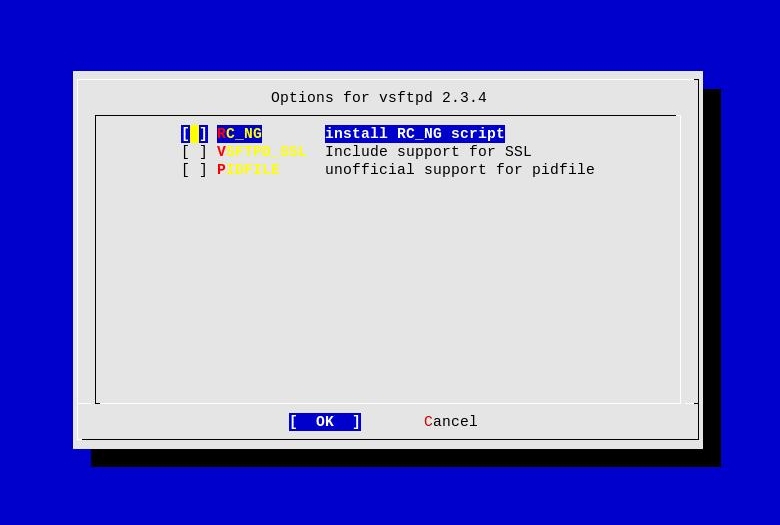 Options for vsftpd 2.3.4
[ ] RC_NG install RC_NG script
[ ] VSFTPD_SSL Include support for SSL
[ ] PIDFILE unofficial support for pidfile
[ OK ] Cancel